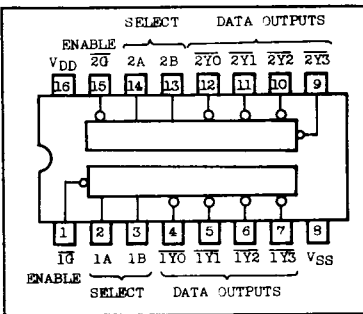 SELECT DATA OUTPUTS
ENABLE
VDD 2G̅ 2A 2B 2Y0̅ 2Y1̅ 2Y2̅ 2Y3̅
16 15 14 13 12 11 10 9
1 2 3 4 5 6 7 8
1G̅ 1A 1B 1Y0̅ 1Y1̅ 1Y2̅ 1Y3̅ VSS
ENABLE
SELECT DATA OUTPUTS